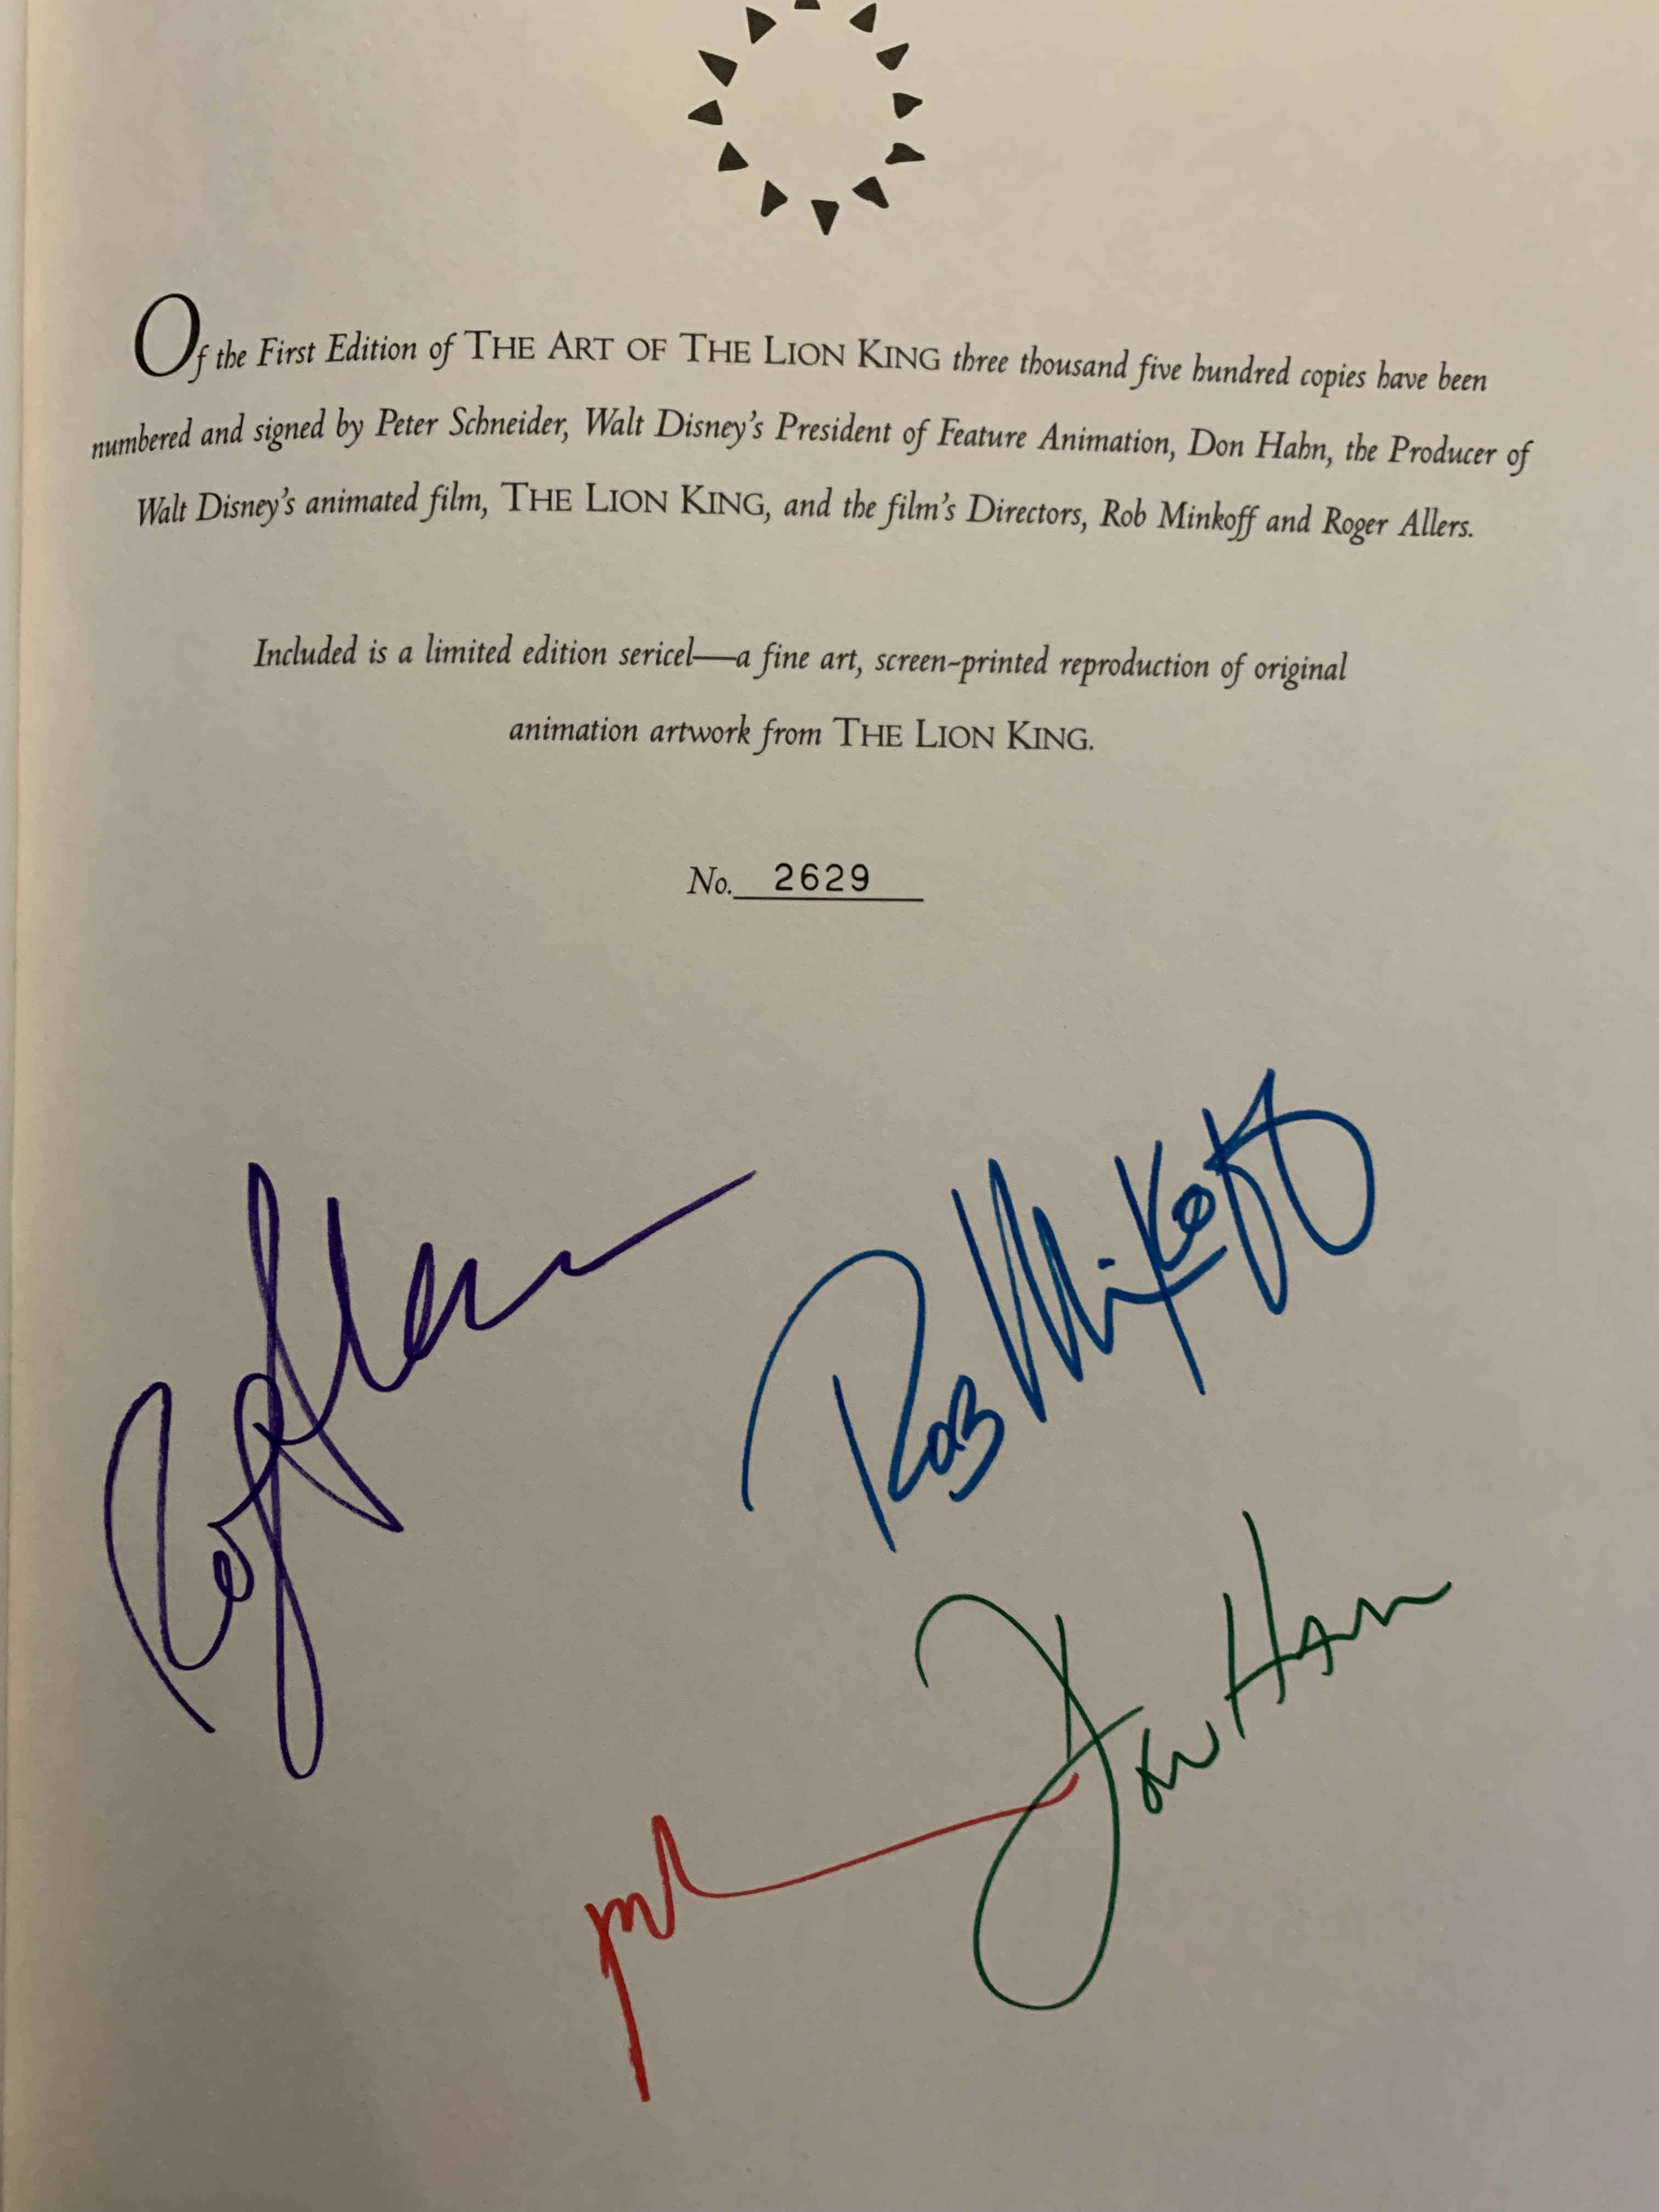 Of the First Edition of THE ART OF THE LION KING three thousand five hundred copies have been
numbered and signed by Peter Schneider, Walt Disney's President of Feature Animation, Don Hahn, the Producer of
Walt Disney's animated film, THE LION KING, and the film's Directors, Rob Minkoff and Roger Allers.
Included is a limited edition sericel—a fine art, screen-printed reproduction of original
animation artwork from THE LION KING.
No. 2629
Rob Minkoff
Don Hahn